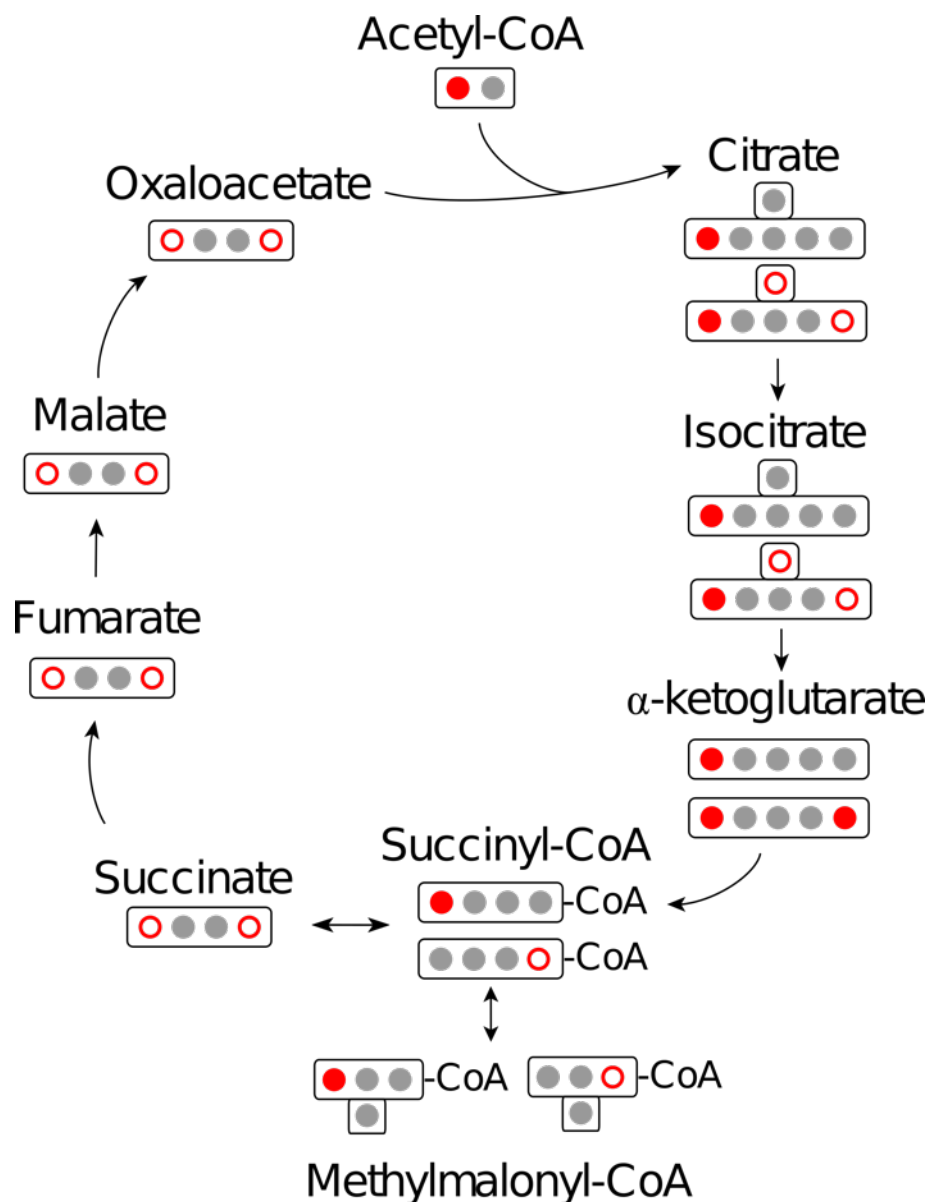 Acetyl-CoA
Citrate
Oxaloacetate
Malate
Isocitrate
Fumarate
α-ketoglutarate
Succinyl-CoA
Succinate
-CoA
-CoA
-CoA
-CoA
Methylmalonyl-CoA